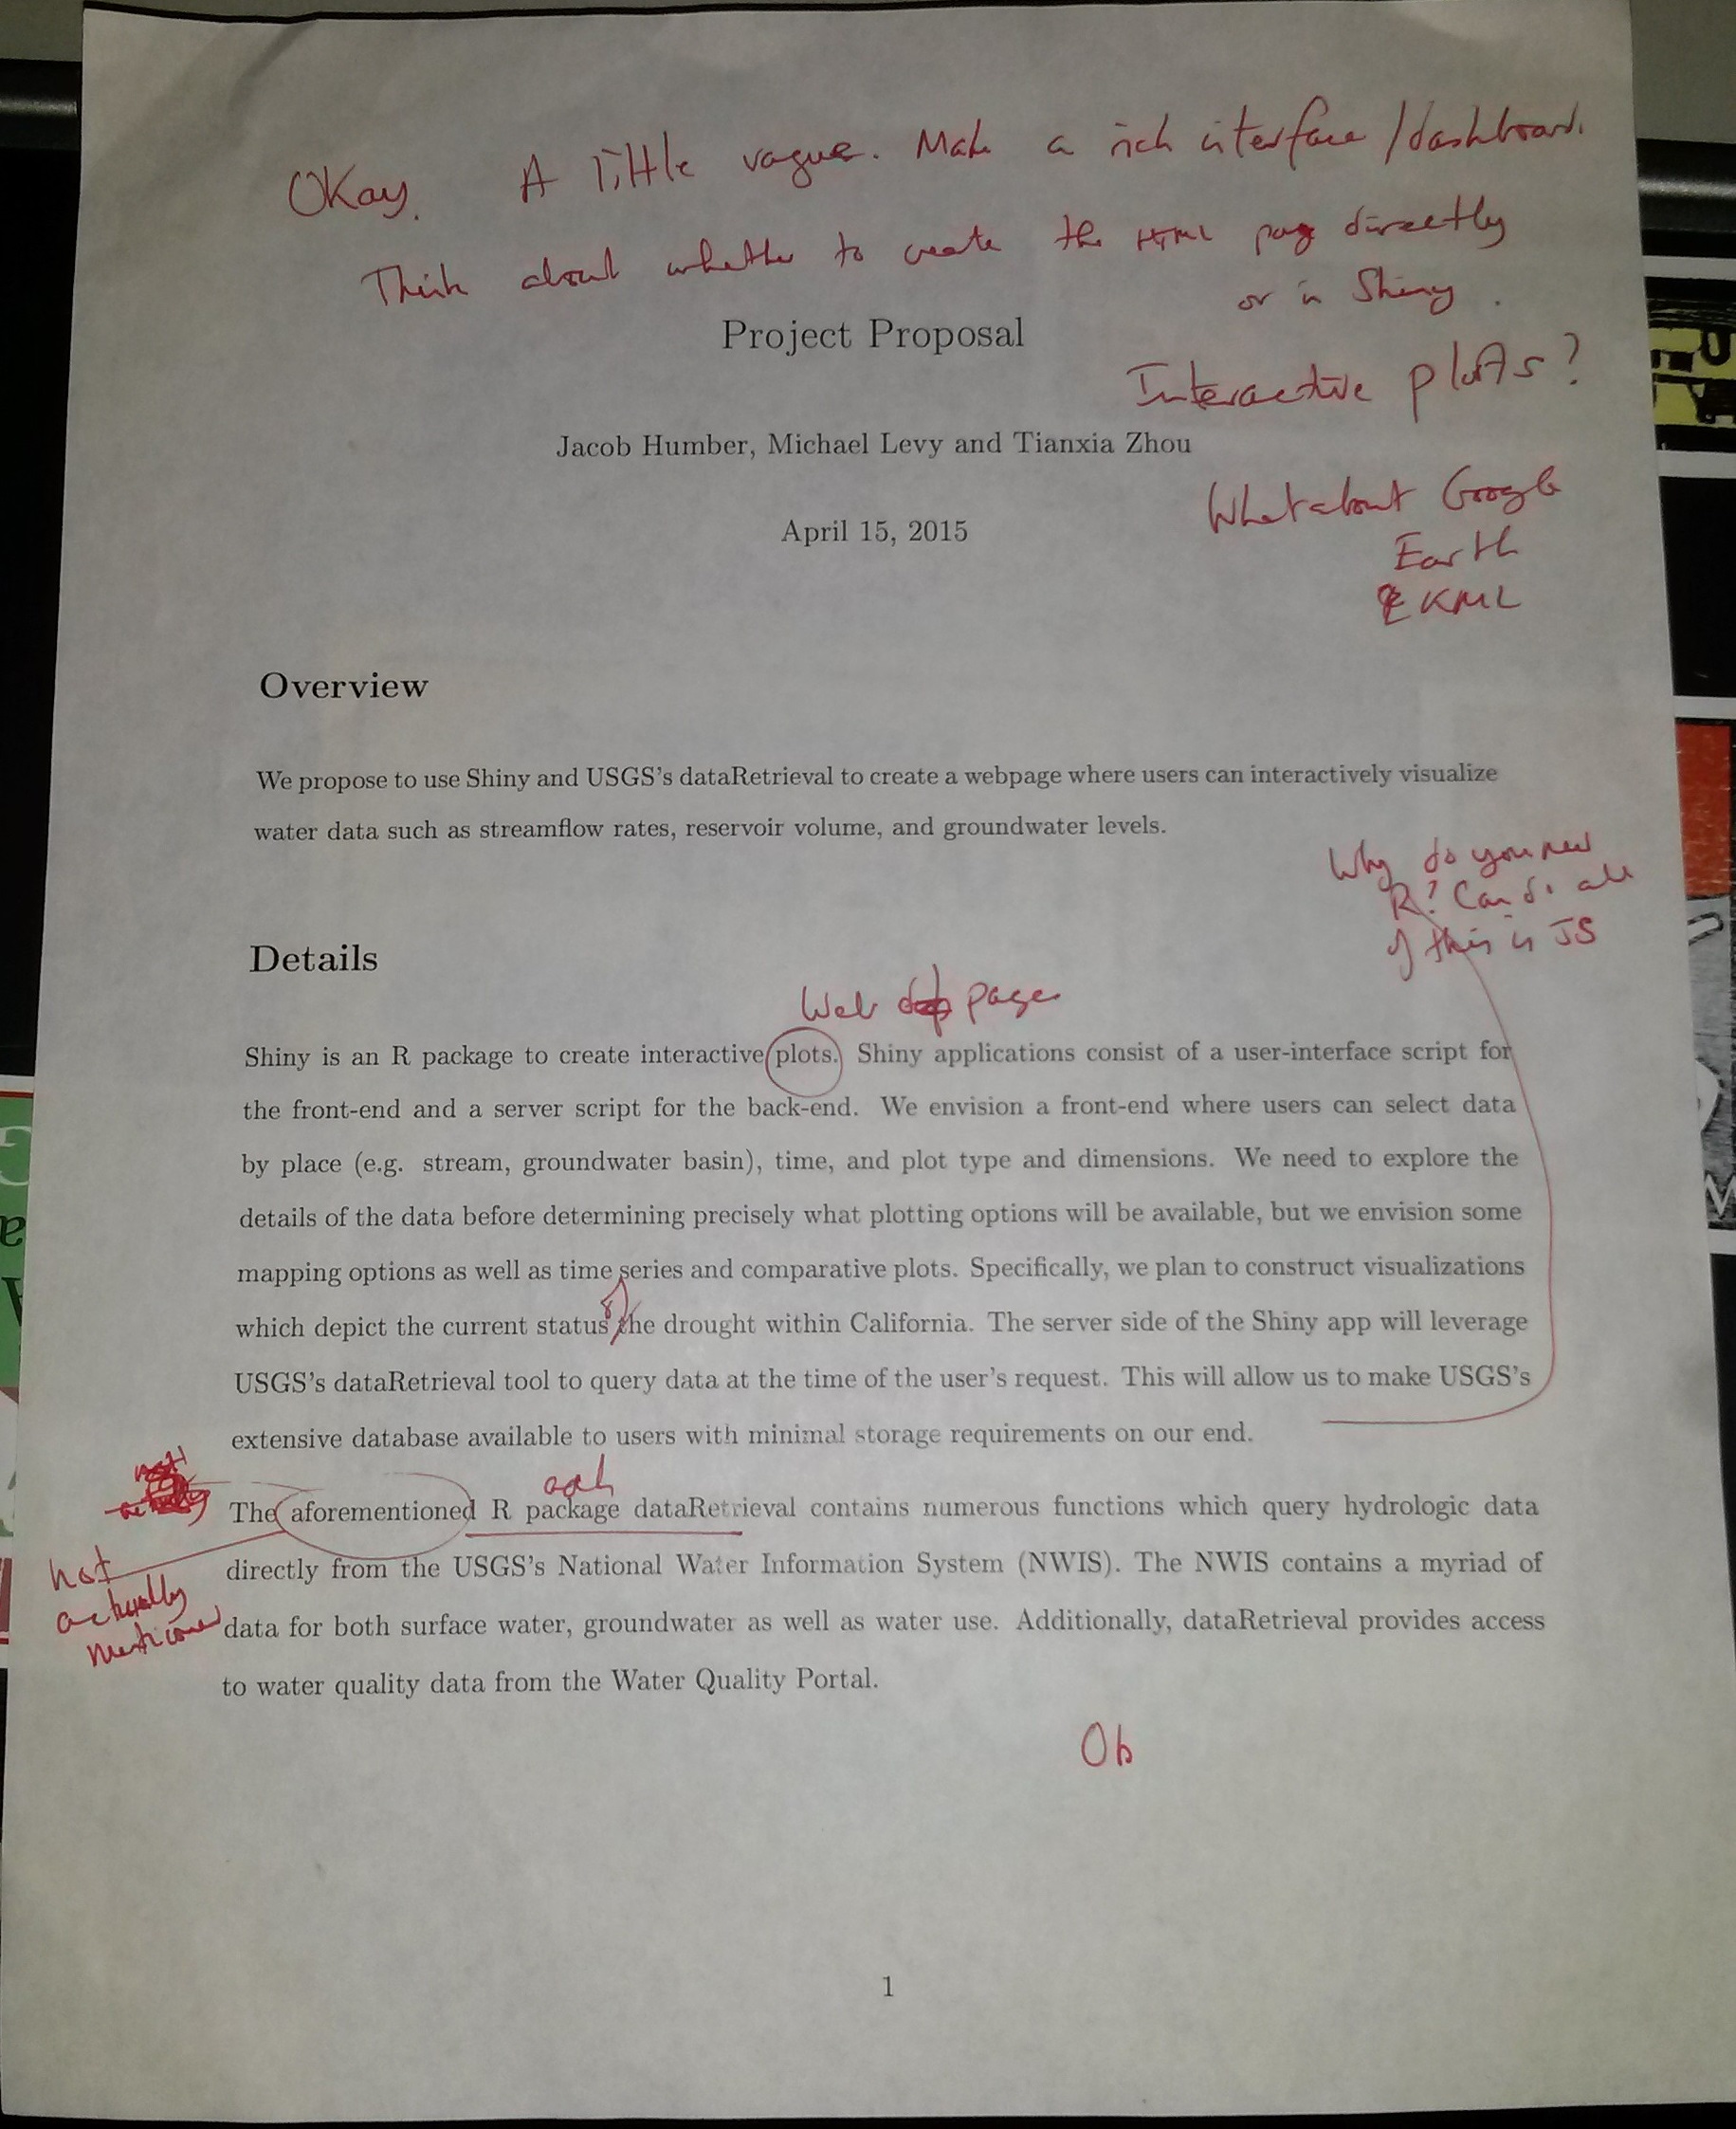 Okay. A little vague. Make a rich interface/dashboard.
Think about whether to create the HTML page directly
or in Shiny.
Project Proposal
Interactive plots?
Jacob Humber, Michael Levy and Tianxia Zhou
What about Google
Earth
& KML
April 15, 2015
Overview
We propose to use Shiny and USGS's dataRetrieval to create a webpage where users can interactively visualize
water data such as streamflow rates, reservoir volume, and groundwater levels.
Why do you need
R? Can do all
of this in JS
Details
Web page
Shiny is an R package to create interactive plots. Shiny applications consist of a user-interface script for
the front-end and a server script for the back-end. We envision a front-end where users can select data
by place (e.g. stream, groundwater basin), time, and plot type and dimensions. We need to explore the
details of the data before determining precisely what plotting options will be available, but we envision some
mapping options as well as time series and comparative plots. Specifically, we plan to construct visualizations
of
which depict the current status the drought within California. The server side of the Shiny app will leverage
USGS's dataRetrieval tool to query data at the time of the user's request. This will allow us to make USGS's
extensive database available to users with minimal storage requirements on our end.
not
The aforementioned R package dataRetrieval contains numerous functions which query hydrologic data
not
actually
mentioned
directly from the USGS's National Water Information System (NWIS). The NWIS contains a myriad of
data for both surface water, groundwater as well as water use. Additionally, dataRetrieval provides access
to water quality data from the Water Quality Portal.
1